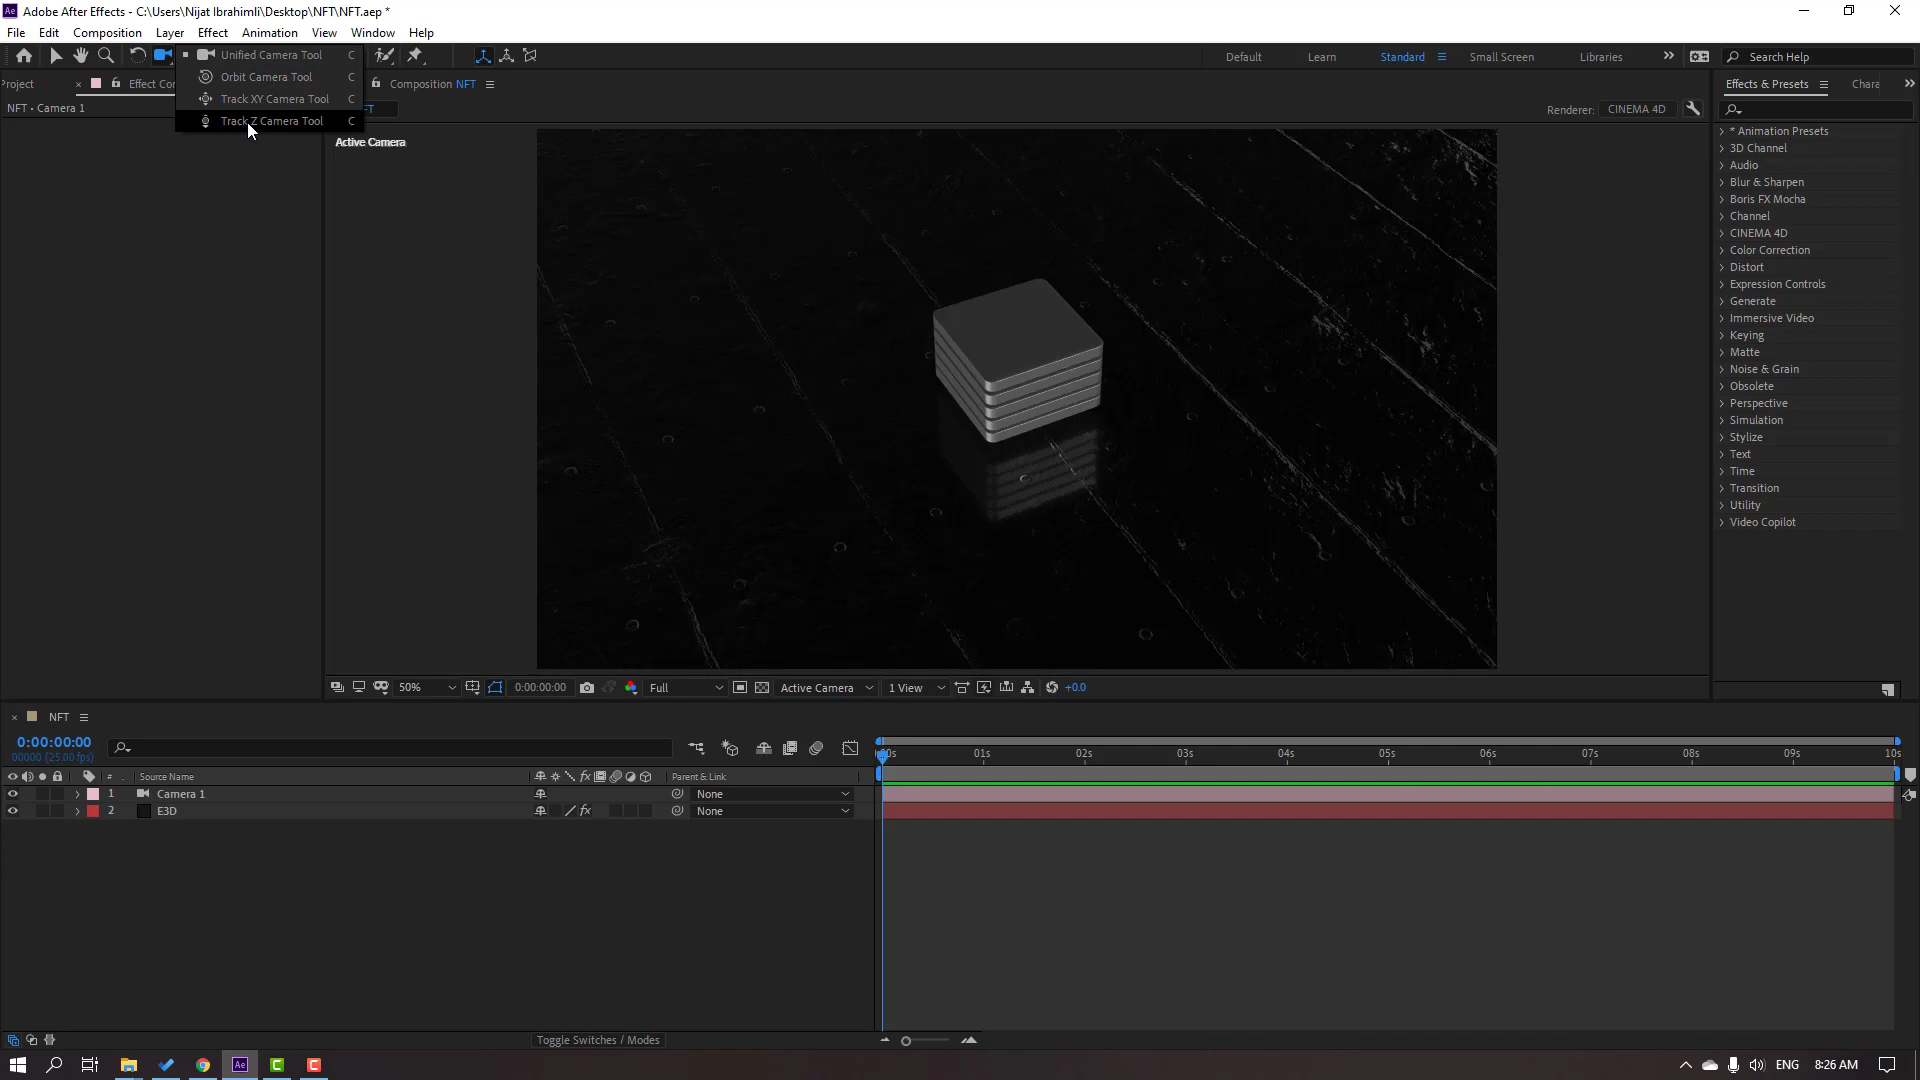 Adobe After Effects - C:\Users\Nijat Ibrahimli\Desktop\NFT\NFT.aep *
File Edit Composition Layer Effect Animation View Window Help
Unified Camera Tool C
Orbit Camera Tool C
Track XY Camera Tool C
Track Z Camera Tool C
Default Learn Standard Small Screen Libraries Search Help
Project Effect Con
Composition NFT
Effects & Presets Chara
NFT • Camera 1
FT
Renderer: CINEMA 4D
Active Camera
* Animation Presets
3D Channel
Audio
Blur & Sharpen
Boris FX Mocha
Channel
CINEMA 4D
Color Correction
Distort
Expression Controls
Generate
Immersive Video
Keying
Matte
Noise & Grain
Obsolete
Perspective
Simulation
Stylize
Text
Time
Transition
Utility
Video Copilot
50% 0:00:00:00 Full Active Camera 1 View +0.0
NFT
0:00:00:00
00000 (25.00 fps)
00s 01s 02s 03s 04s 05s 06s 07s 08s 09s 10s
# Source Name Parent & Link
1 Camera 1 None
2 E3D None
Toggle Switches / Modes
ENG 8:26 AM